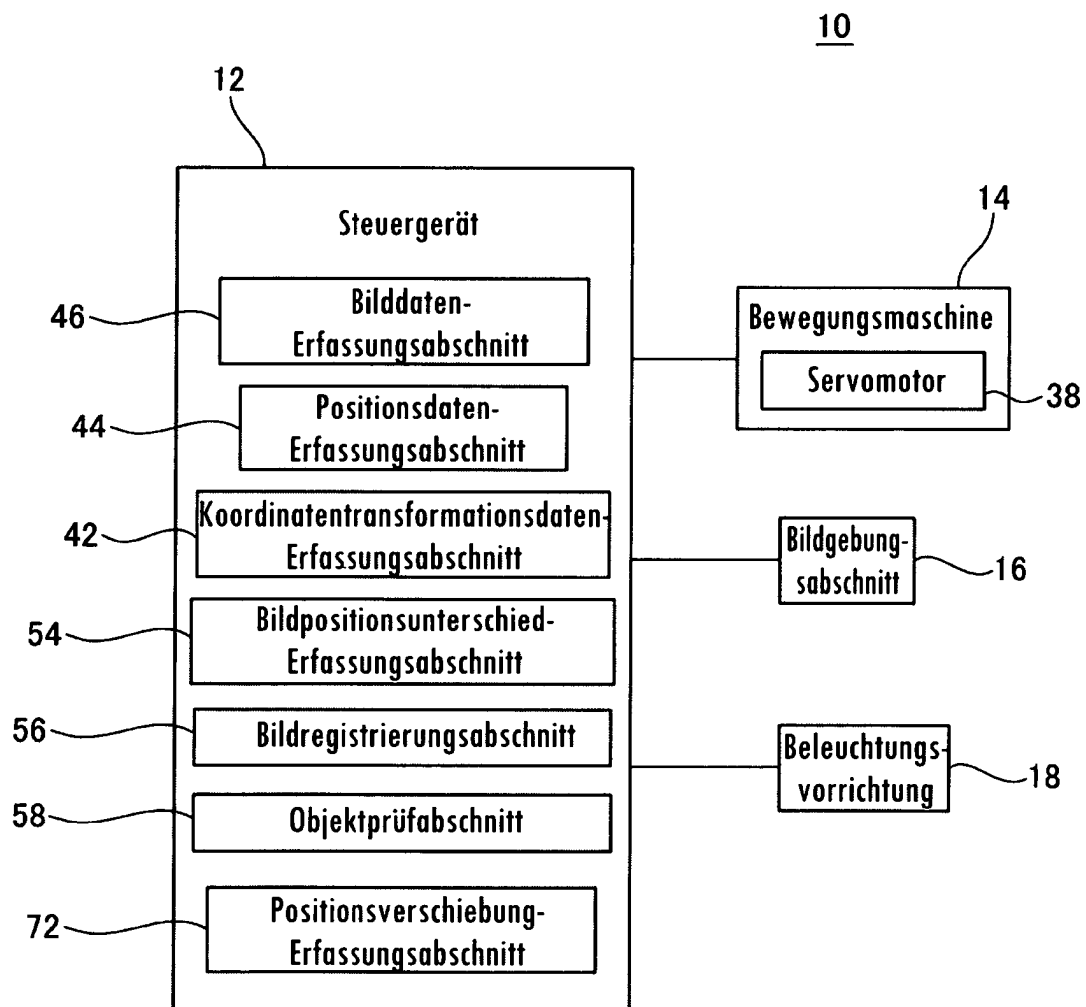 10
12
Steuergerät
14
46
Bilddaten-
Erfassungsabschnitt
Bewegungsmaschine
Servomotor
38
44
Positionsdaten-
Erfassungsabschnitt
42
Koordinatentransformationsdaten-
Erfassungsabschnitt
Bildgebung-
sabschnitt
16
54
Bildpositionsunterschied-
Erfassungsabschnitt
56
Bildregistrierungsabschnitt
Beleuchtungs-
vorrichtung
18
58
Objektprüfabschnitt
72
Positionsverschiebung-
Erfassungsabschnitt